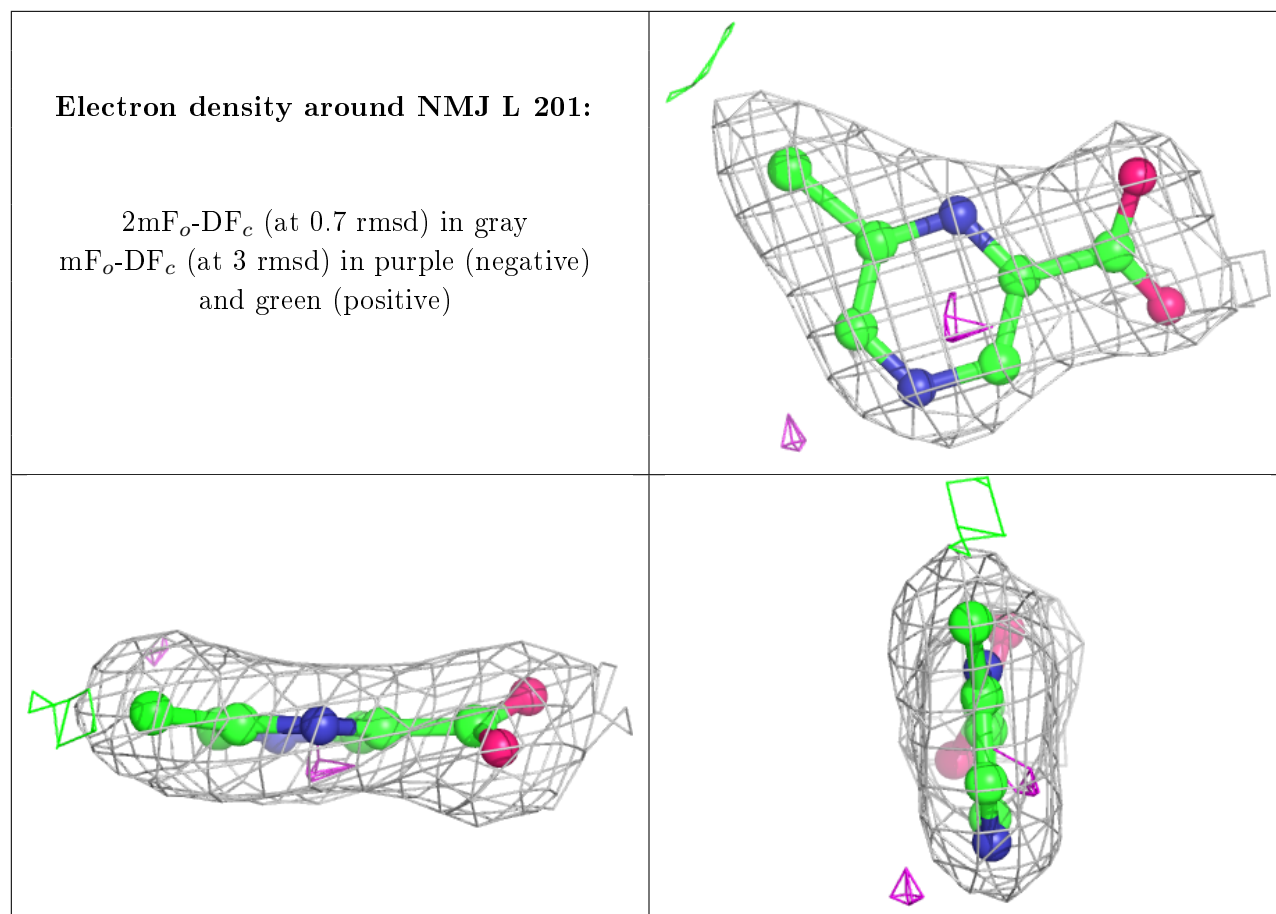 Electron density around NMJ L 201:
2mFₒ-DF𝒸 (at 0.7 rmsd) in gray
mFₒ-DF𝒸 (at 3 rmsd) in purple (negative)
and green (positive)